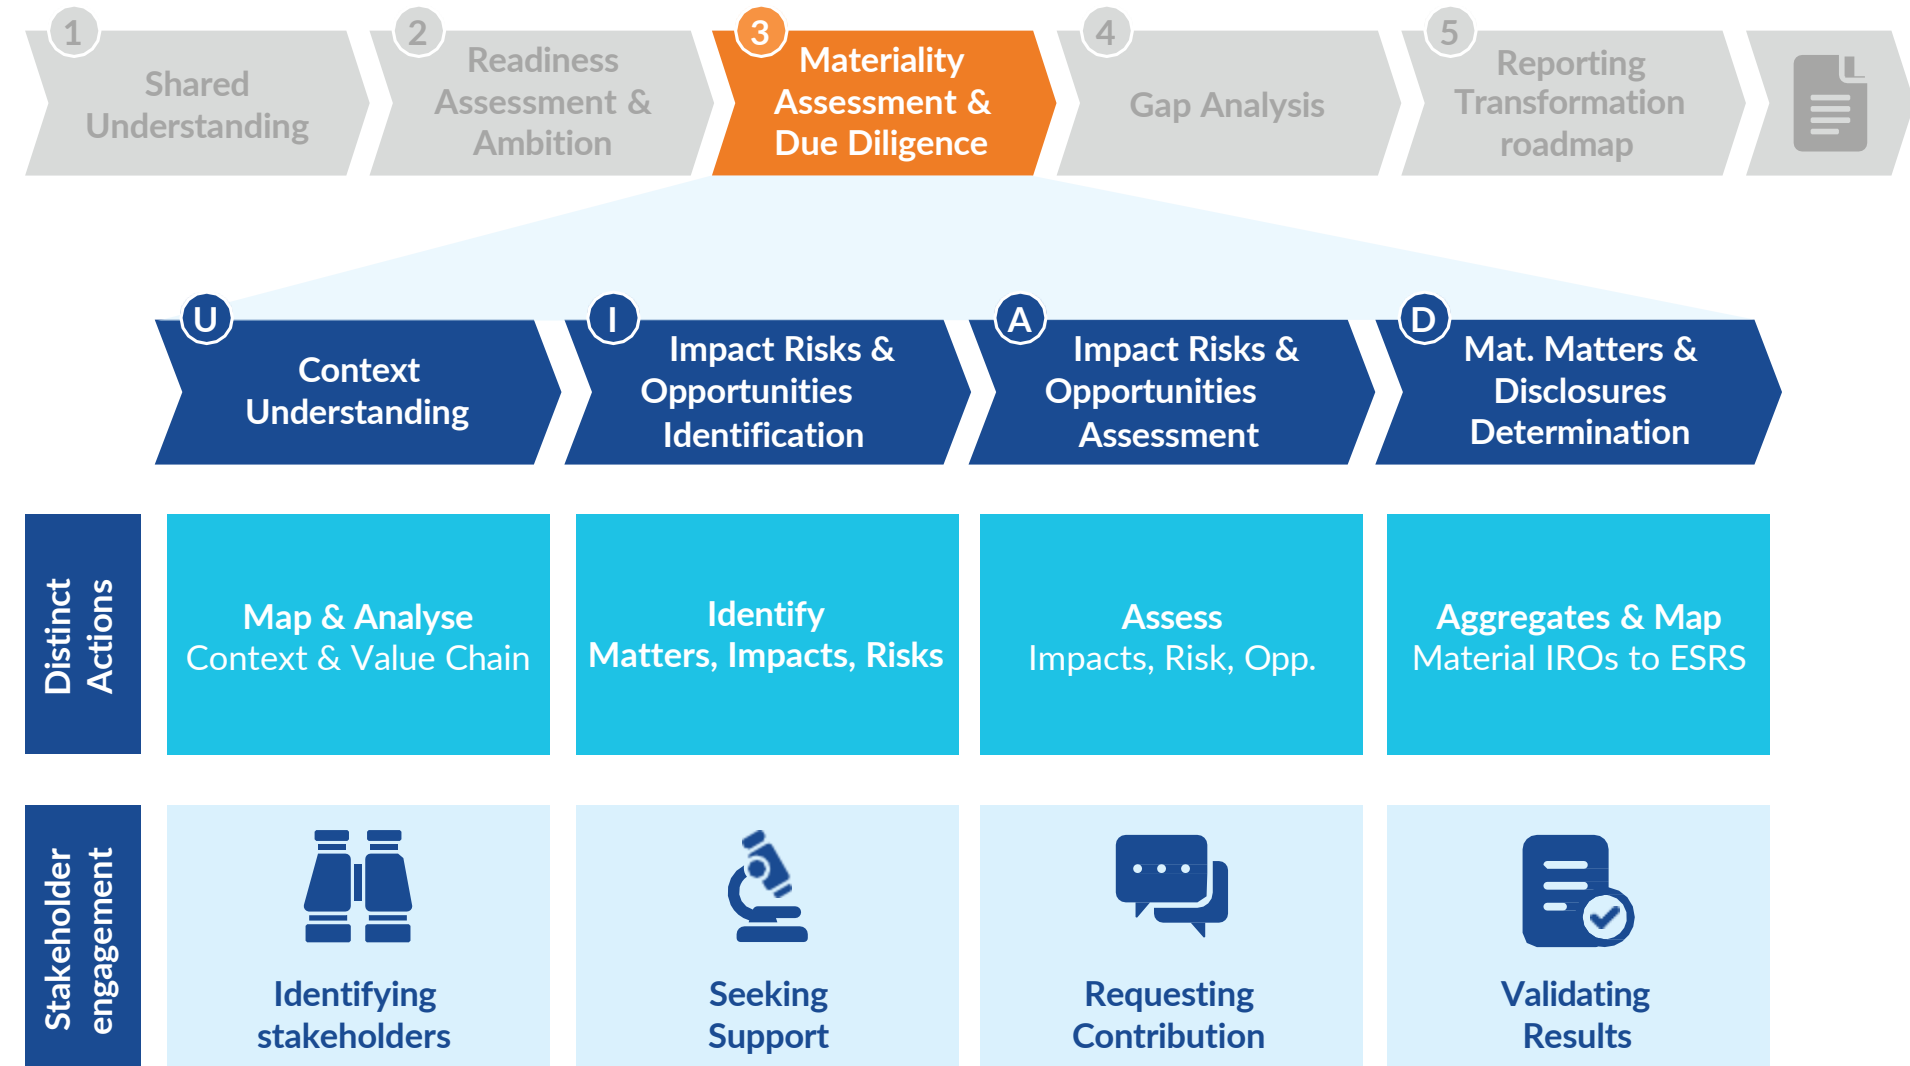 1
Shared
Understanding
2
Readiness
Assessment &
Ambition
3
Materiality
Assessment &
Due Diligence
4
Gap Analysis
5
Reporting
Transformation
roadmap
U
Context
Understanding
I
Impact Risks &
Opportunities
Identification
A
Impact Risks &
Opportunities
Assessment
D
Mat. Matters &
Disclosures
Determination
Distinct
Actions
Map & Analyse
Context & Value Chain
Identify
Matters, Impacts, Risks
Assess
Impacts, Risk, Opp.
Aggregates & Map
Material IROs to ESRS
Stakeholder
engagement
Identifying
stakeholders
Seeking
Support
Requesting
Contribution
Validating
Results